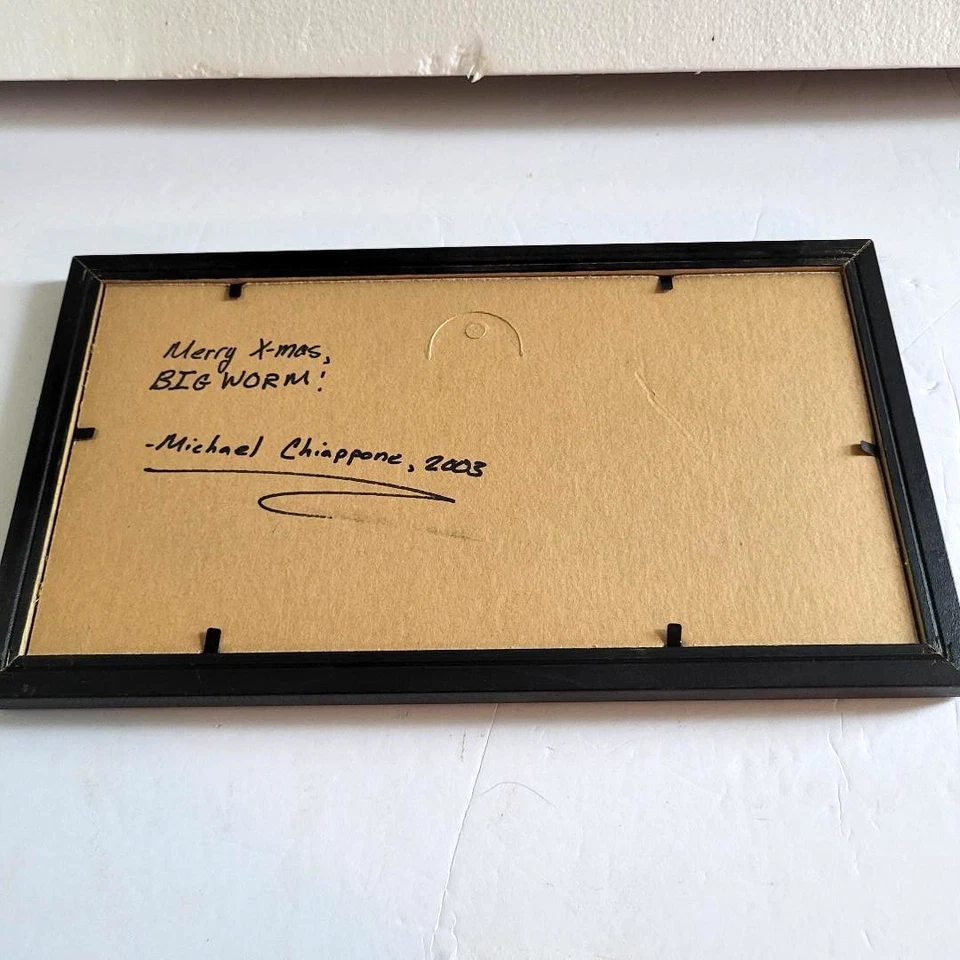 Merry X-mas,
BIG WORM!
-Michael Chiappone, 2003